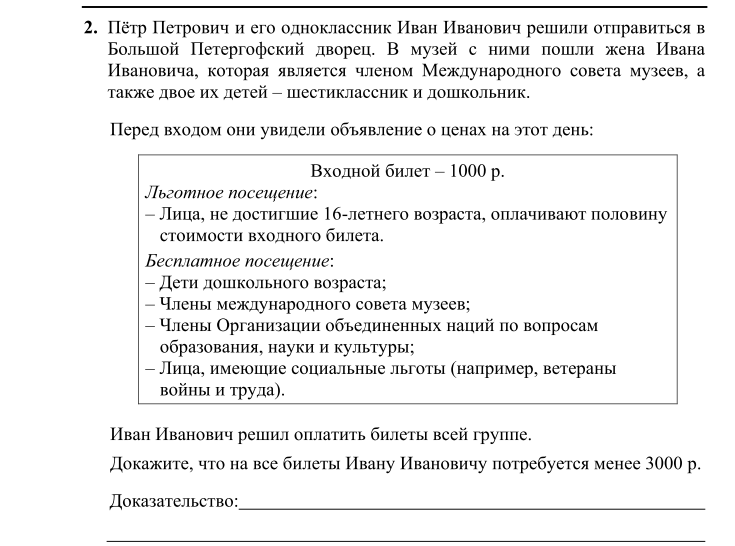 2. Пётр Петрович и его одноклассник Иван Иванович решили отправиться в
Большой Петергофский дворец. В музей с ними пошли жена Ивана
Ивановича, которая является членом Международного совета музеев, а
также двое их детей – шестиклассник и дошкольник.
Перед входом они увидели объявление о ценах на этот день:
Входной билет – 1000 р.
Льготное посещение:
– Лица, не достигшие 16-летнего возраста, оплачивают половину
стоимости входного билета.
Бесплатное посещение:
– Дети дошкольного возраста;
– Члены международного совета музеев;
– Члены Организации объединенных наций по вопросам
образования, науки и культуры;
– Лица, имеющие социальные льготы (например, ветераны
войны и труда).
Иван Иванович решил оплатить билеты всей группе.
Докажите, что на все билеты Ивану Ивановичу потребуется менее 3000 р.
Доказательство: